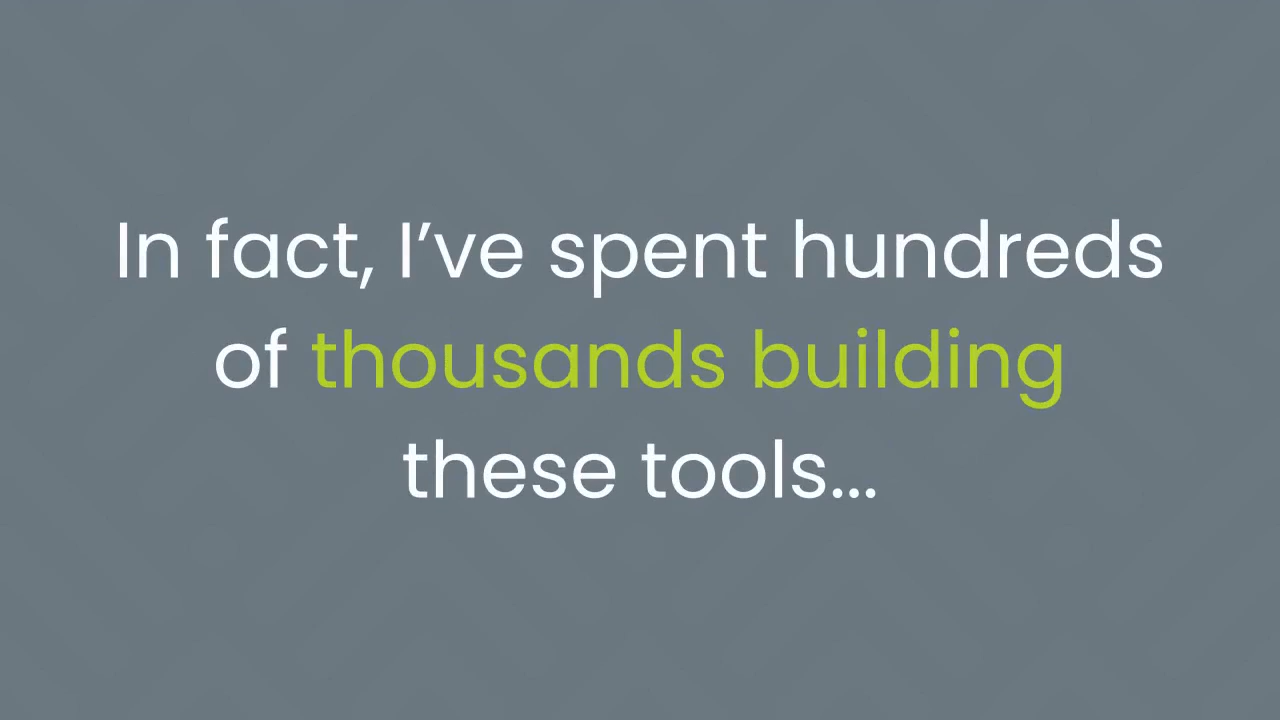 In fact, I’ve spent hundreds
of thousands building
these tools...